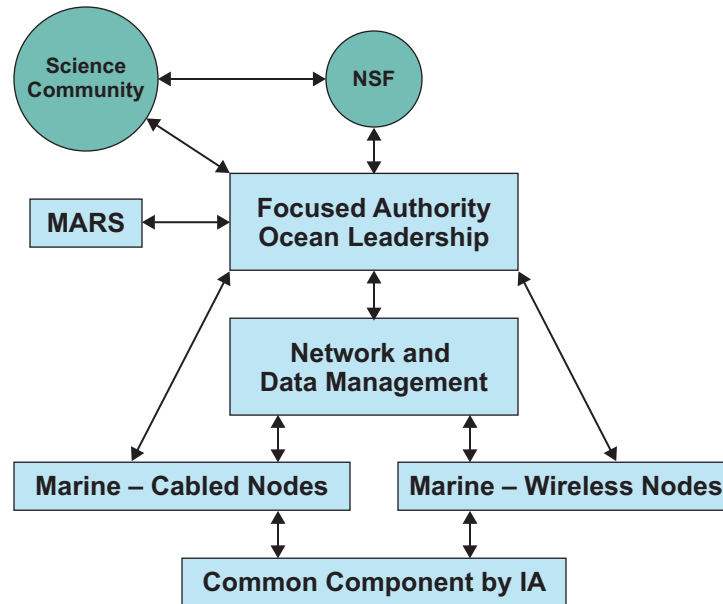 Science
Community
NSF
Focused Authority
Ocean Leadership
MARS
Network and
Data Management
Marine – Cabled Nodes
Marine – Wireless Nodes
Common Component by IA